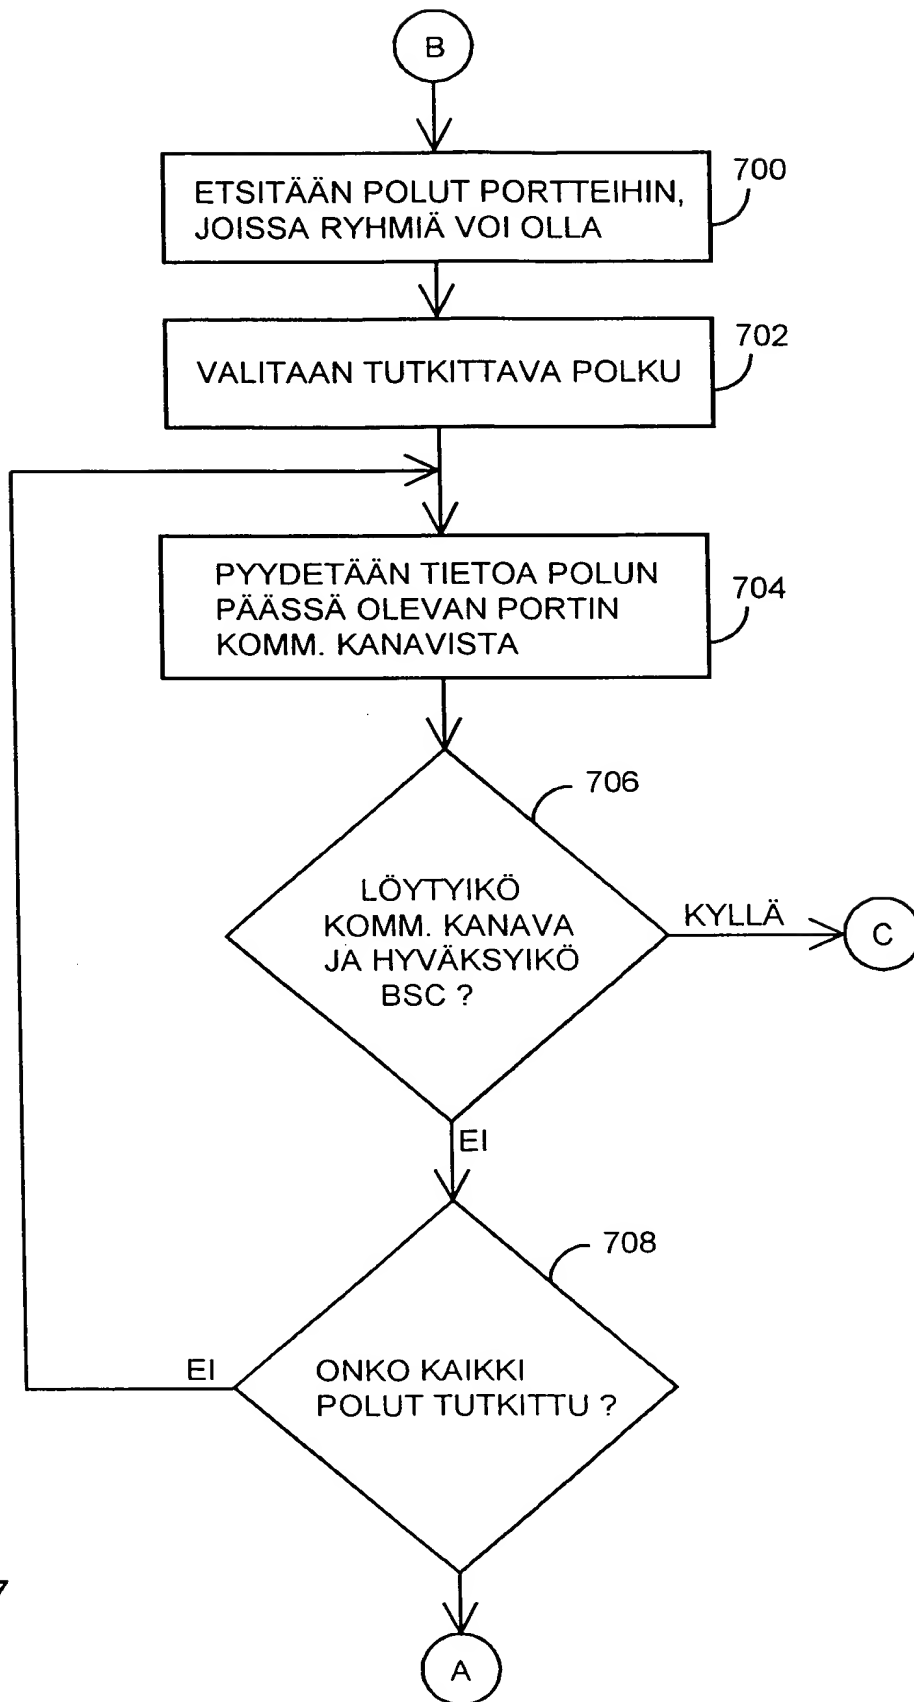 B
ETSITÄÄN POLUT PORTTEIHIN,
JOISSA RYHMIÄ VOI OLLA
700
VALITAAN TUTKITTAVA POLKU
702
PYYDETÄÄN TIETOA POLUN
PÄÄSSÄ OLEVAN PORTIN
KOMM. KANAVISTA
704
706
LÖYTYIKÖ
KOMM. KANAVA
JA HYVÄKSYIKÖ
BSC ?
KYLLÄ
C
EI
708
EI
ONKO KAIKKI
POLUT TUTKITTU ?
7
A